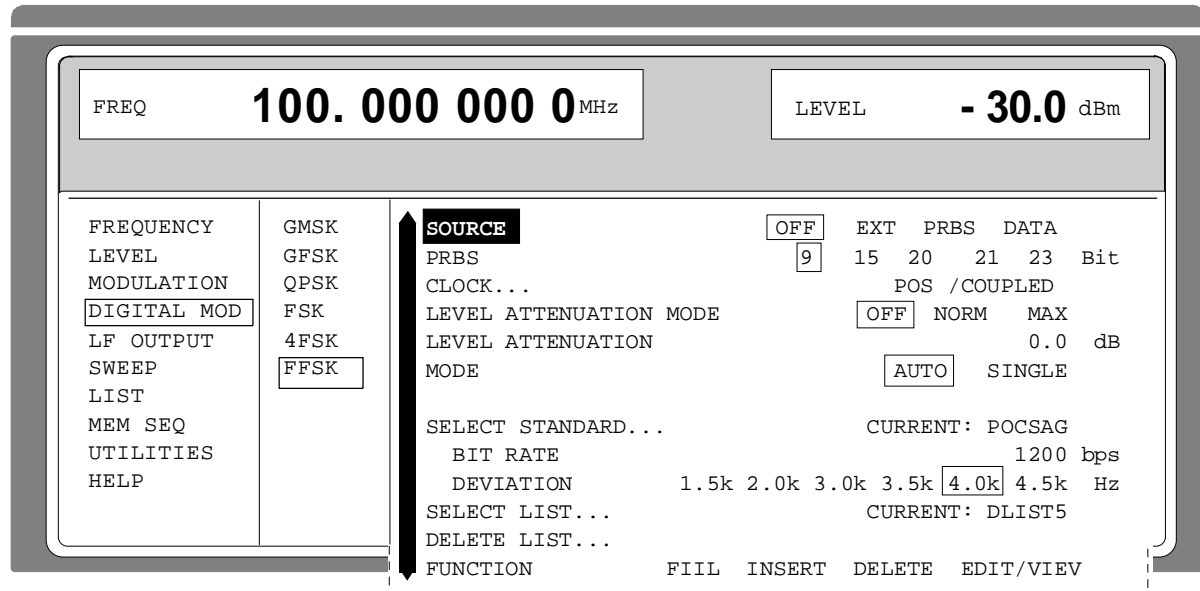 FREQ 100. 000 000 0 MHz LEVEL - 30.0 dBm
FREQUENCY
LEVEL
MODULATION
DIGITAL MOD
LF OUTPUT
SWEEP
LIST
MEM SEQ
UTILITIES
HELP
GMSK
GFSK
QPSK
FSK
4FSK
FFSK
SOURCE OFF EXT PRBS DATA
PRBS 9 15 20 21 23 Bit
CLOCK... POS /COUPLED
LEVEL ATTENUATION MODE OFF NORM MAX
LEVEL ATTENUATION 0.0 dB
MODE AUTO SINGLE
SELECT STANDARD... CURRENT: POCSAG
BIT RATE 1200 bps
DEVIATION 1.5k 2.0k 3.0k 3.5k 4.0k 4.5k Hz
SELECT LIST... CURRENT: DLIST5
DELETE LIST...
FUNCTION FIIL INSERT DELETE EDIT/VIEV